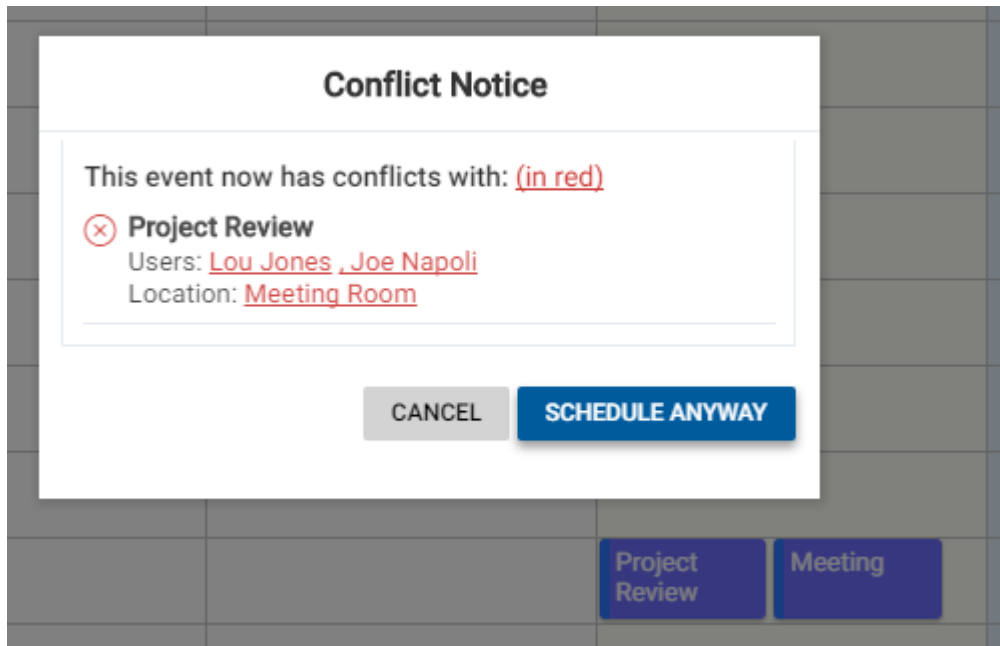 Conflict Notice
This event now has conflicts with: (in red)
Project Review
Users: Lou Jones , Joe Napoli
Location: Meeting Room
CANCEL
SCHEDULE ANYWAY
Project
Review
Meeting